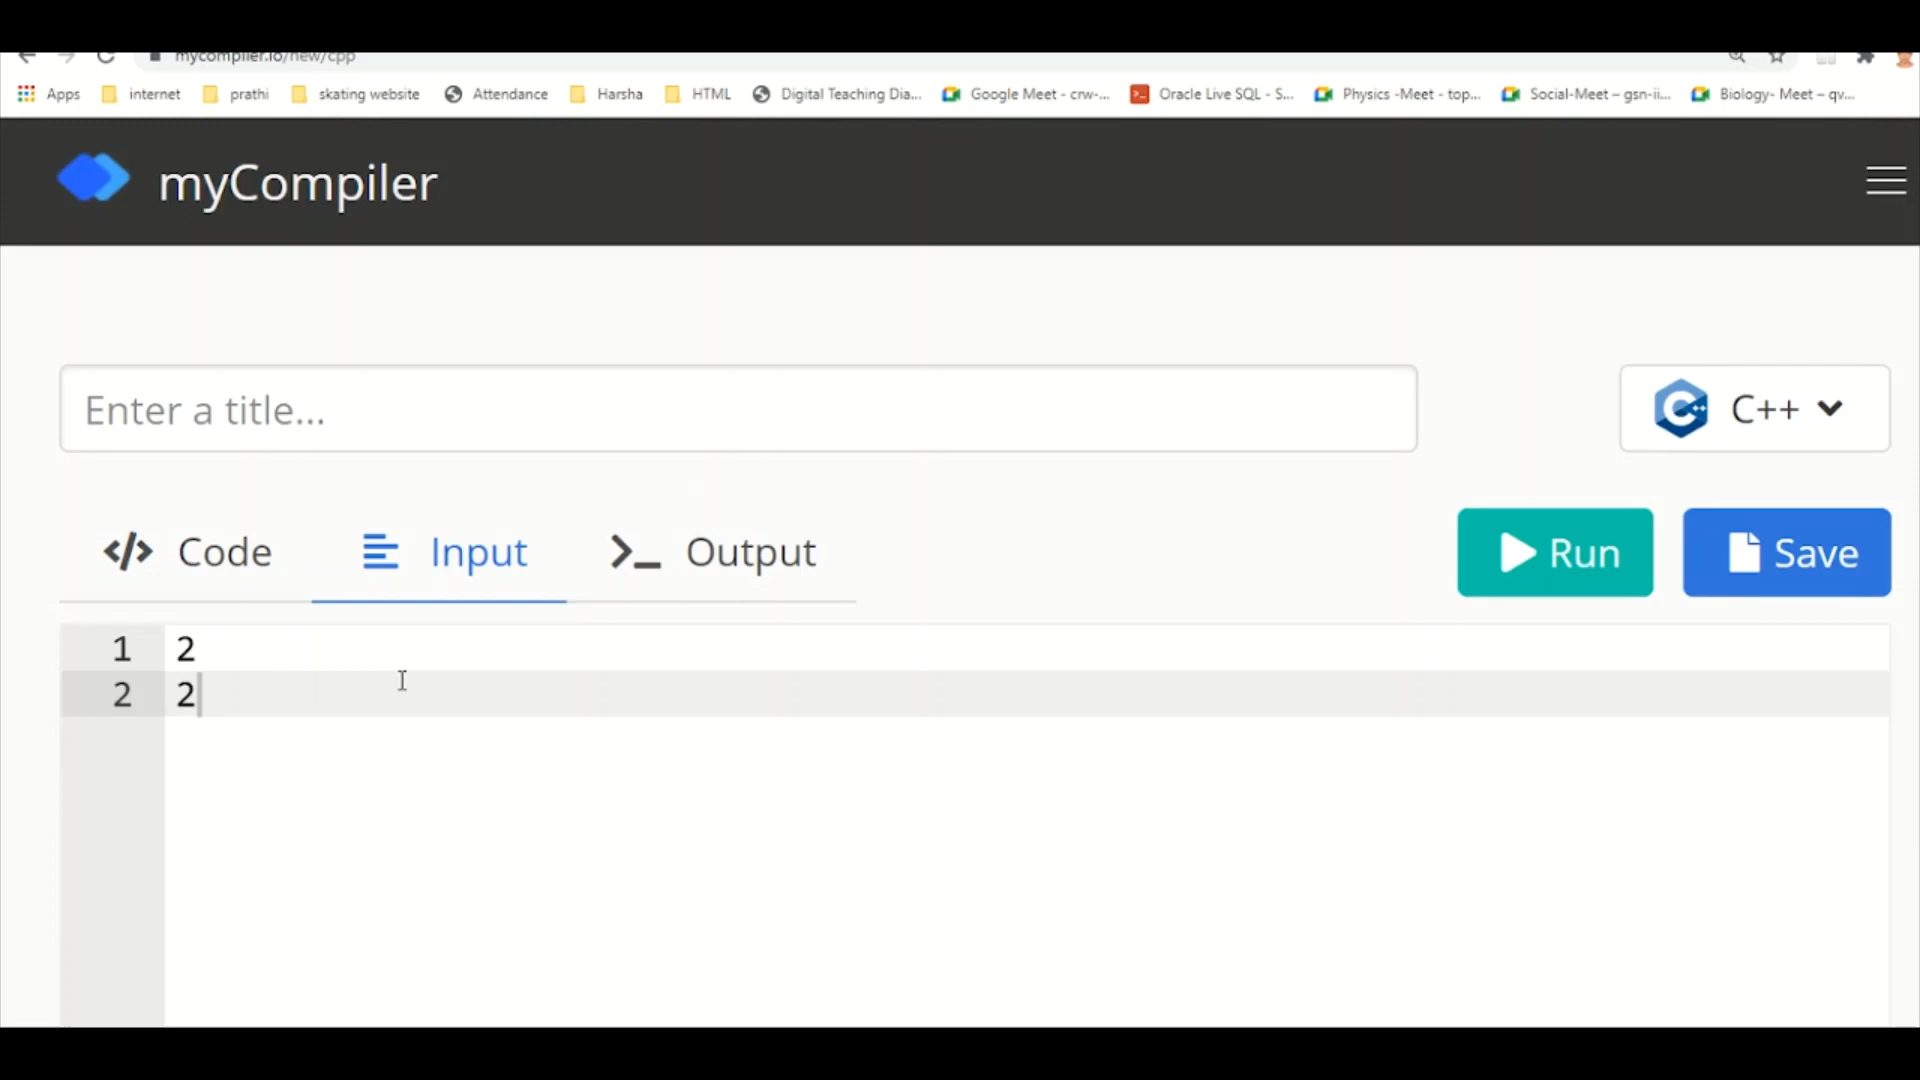 mycompiler.io/new/cpp
Apps internet prathi skating website Attendance Harsha HTML Digital Teaching Dia... Google Meet - crw-... Oracle Live SQL - S... Physics -Meet - top... Social-Meet – gsn-ii... Biology- Meet – qv...
myCompiler
Enter a title...
C++
Code Input Output
Run Save
1 2
2 2